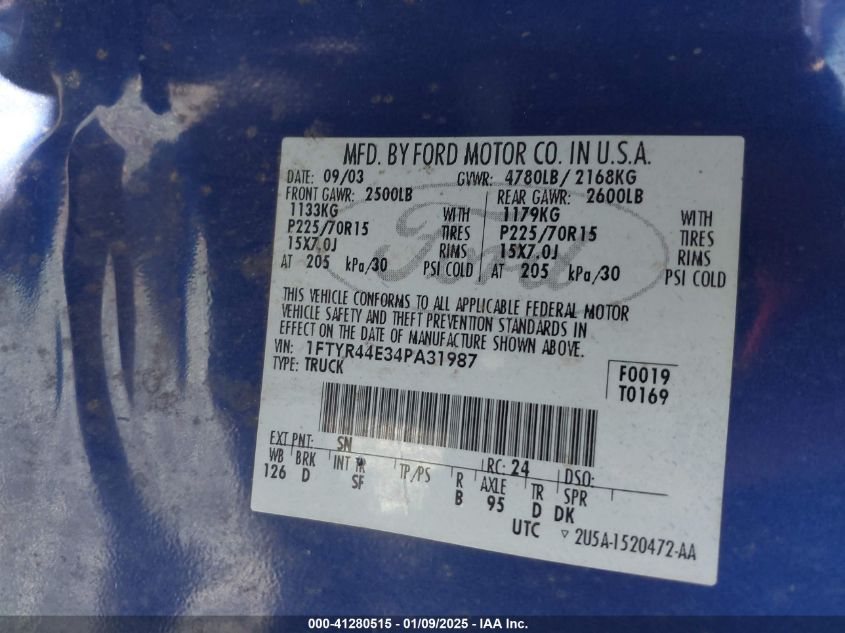 MFD. BY FORD MOTOR CO. IN U.S.A.
DATE: 09/03 GVWR: 4780LB/ 2168KG
FRONT GAWR: 2500LB REAR GAWR: 2600LB
1133KG WITH 1179KG WITH
P225/70R15 TIRES P225/70R15 TIRES
15X7.0J RIMS 15X7.0J RIMS
AT 205 kPa/30 PSI COLD AT 205 kPa/30 PSI COLD
Ford
THIS VEHICLE CONFORMS TO ALL APPLICABLE FEDERAL MOTOR
VEHICLE SAFETY AND THEFT PREVENTION STANDARDS IN
EFFECT ON THE DATE OF MANUFACTURE SHOWN ABOVE.
VIN: 1FTYR44E34PA31987
TYPE: TRUCK
F0019
T0169
EXT PNT: SN RC: 24 DSO:
WB BRK INT TR TP/PS R AXLE TR SPR
126 D SF B 95 D DK
UTC ▽ 2U5A-1520472-AA
000-41280515 - 01/09/2025 - IAA Inc.